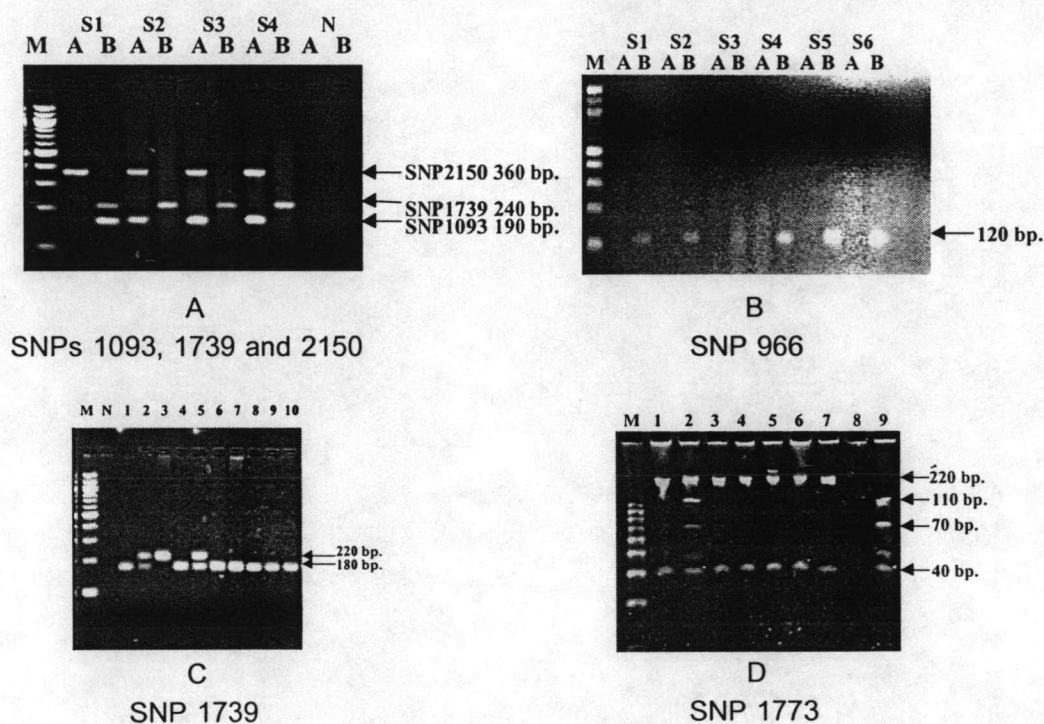 S1 S2 S3 S4 N
M A B A B A B A B A B
SNP2150 360 bp.
SNP1739 240 bp.
SNP1093 190 bp.
A
SNPs 1093, 1739 and 2150
S1 S2 S3 S4 S5 S6
M A B A B A B A B A B A B
120 bp.
B
SNP 966
M N 1 2 3 4 5 6 7 8 9 10
220 bp.
180 bp.
C
SNP 1739
M 1 2 3 4 5 6 7 8 9
220 bp.
110 bp.
70 bp.
40 bp.
D
SNP 1773